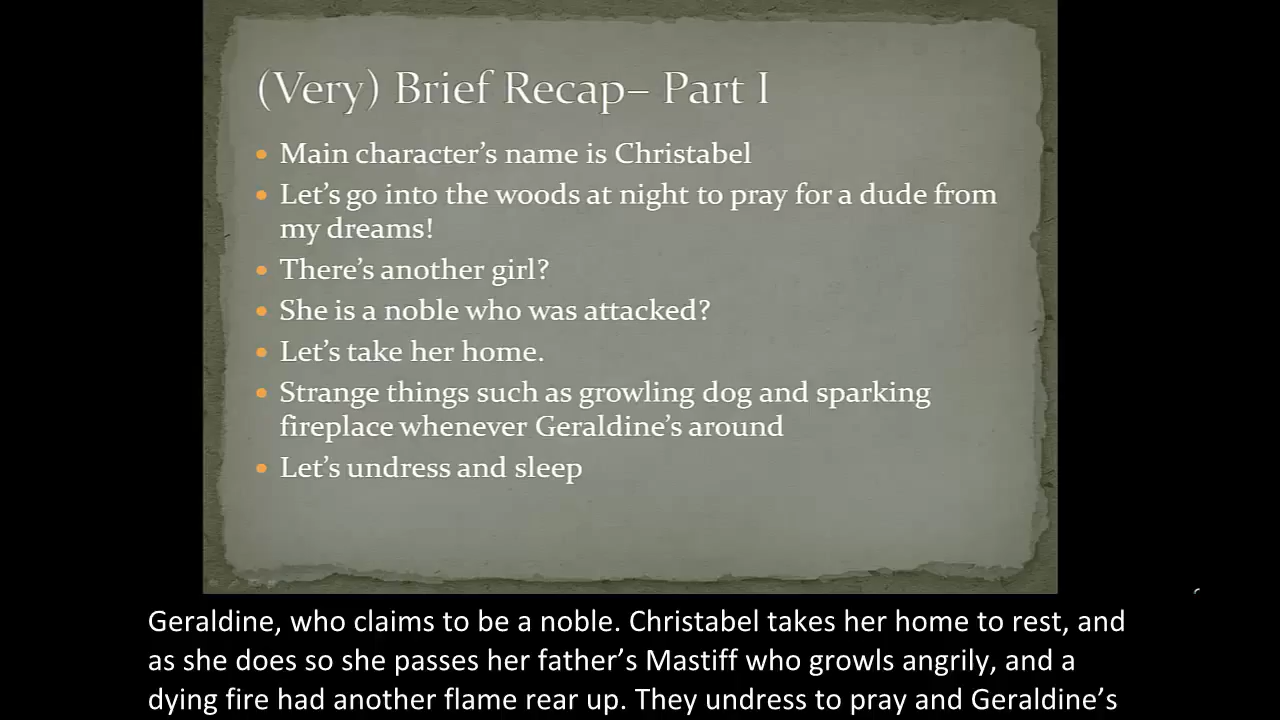 (Very) Brief Recap– Part I
• Main character’s name is Christabel
• Let’s go into the woods at night to pray for a dude from
my dreams!
• There’s another girl?
• She is a noble who was attacked?
• Let’s take her home.
• Strange things such as growling dog and sparking
fireplace whenever Geraldine’s around
• Let’s undress and sleep
Geraldine, who claims to be a noble. Christabel takes her home to rest, and
as she does so she passes her father’s Mastiff who growls angrily, and a
dying fire had another flame rear up. They undress to pray and Geraldine’s